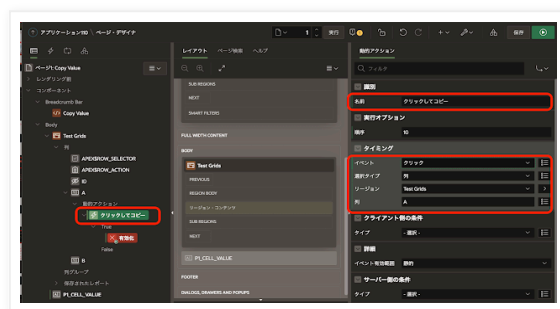 アプリケーション110 \ ページ・デザイナ
1
実行
保存
ページ1: Copy Value
レンダリング前
コンポーネント
Breadcrumb Bar
Copy Value
Body
Test Grids
列
APEX$ROW_SELECTOR
APEX$ROW_ACTION
ID
A
動的アクション
クリックしてコピー
True
有効化
False
B
列グループ
保存されたレポート
P1_CELL_VALUE
レイアウト ページ検索 ヘルプ
SUB REGIONS
NEXT
SMART FILTERS
FULL WIDTH CONTENT
BODY
Test Grids
PREVIOUS
REGION BODY
リージョン・コンテンツ
SUB REGIONS
NEXT
P1_CELL_VALUE
FOOTER
DIALOGS, DRAWERS AND POPUPS
動的アクション
フィルタ
識別
名前 クリックしてコピー
実行オプション
順序 10
タイミング
イベント クリック
選択タイプ 列
リージョン Test Grids
列 A
クライアント側の条件
タイプ - 選択 -
詳細
イベント有効範囲 静的
サーバー側の条件
タイプ - 選択 -